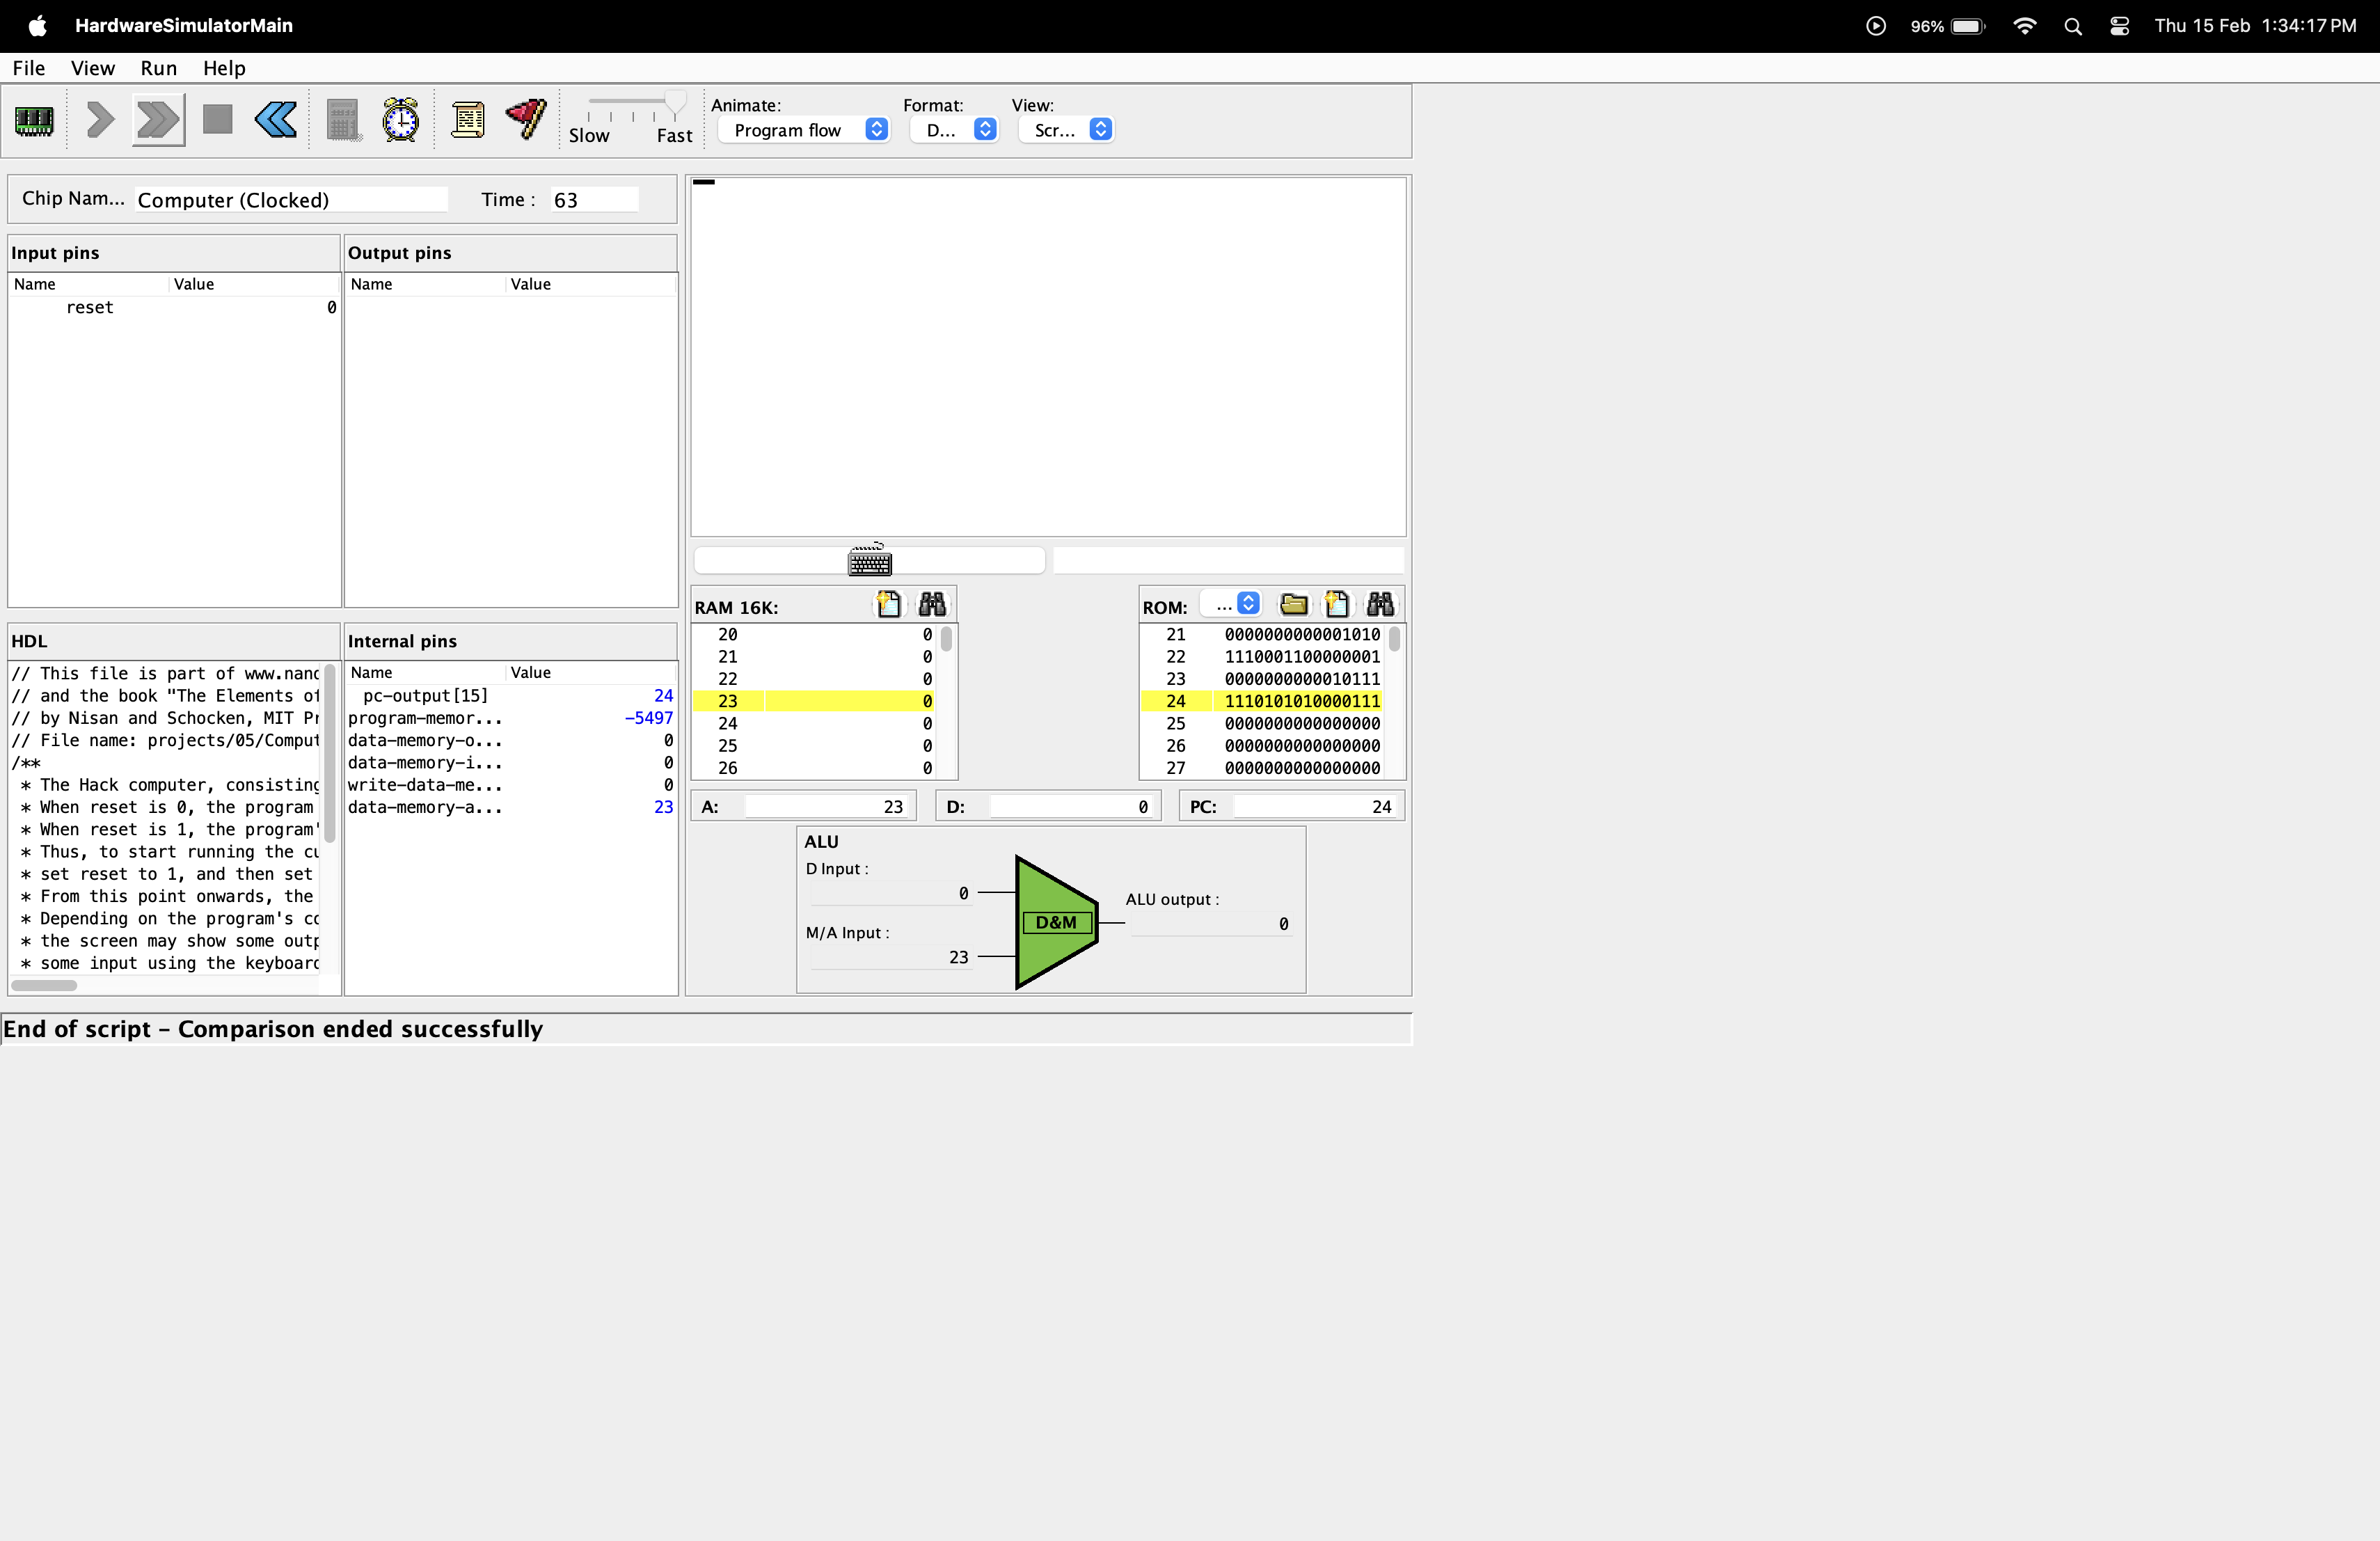 HardwareSimulatorMain
96%
Thu 15 Feb 1:34:17 PM
File View Run Help
Slow Fast
Animate: Format: View:
Program flow D... Scr...
Chip Nam... Computer (Clocked) Time : 63
Input pins
Name Value
reset 0
Output pins
Name Value
HDL
// This file is part of www.nand
// and the book "The Elements of
// by Nisan and Schocken, MIT Pr
// File name: projects/05/Comput
/**
* The Hack computer, consisting
* When reset is 0, the program
* When reset is 1, the program'
* Thus, to start running the cu
* set reset to 1, and then set
* From this point onwards, the
* Depending on the program's co
* the screen may show some outp
* some input using the keyboard
Internal pins
Name Value
pc-output[15] 24
program-memor... -5497
data-memory-o... 0
data-memory-i... 0
write-data-me... 0
data-memory-a... 23
RAM 16K:
20 0
21 0
22 0
23 0
24 0
25 0
26 0
ROM: ...
21 0000000000001010
22 1110001100000001
23 0000000000010111
24 1110101010000111
25 0000000000000000
26 0000000000000000
27 0000000000000000
A: 23
D: 0
PC: 24
ALU
D Input :
0
M/A Input :
23
D&M
ALU output :
0
End of script – Comparison ended successfully